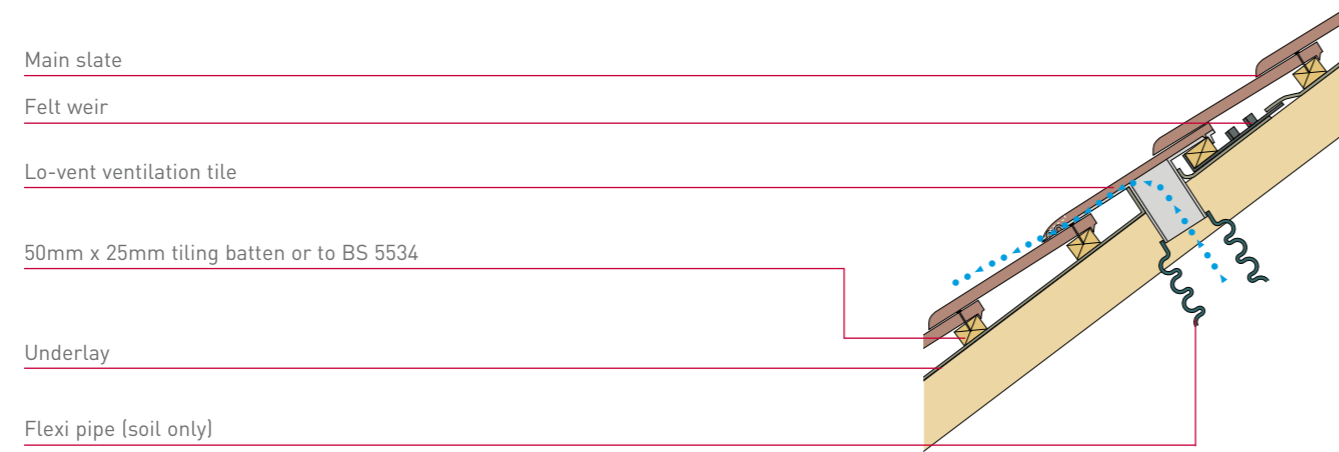 Main slate
Felt weir
Lo-vent ventilation tile
50mm x 25mm tiling batten or to BS 5534
Underlay
Flexi pipe (soil only)